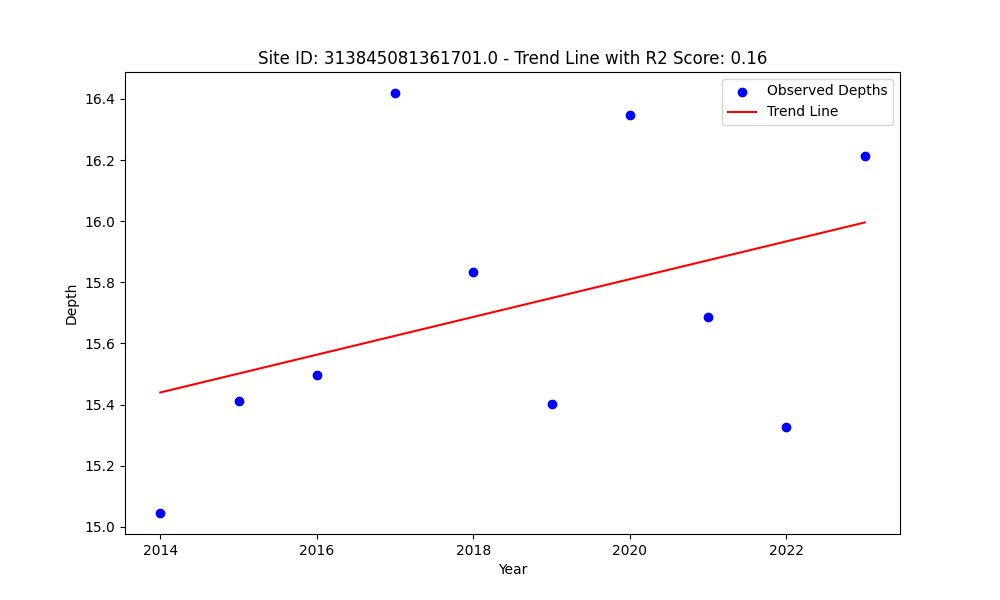 Site ID: 313845081361701.0 - Trend Line with R2 Score: 0.16
Observed Depths
Trend Line
16.4
16.2
16.0
15.8
15.6
15.4
15.2
15.0
Depth
2014
2016
2018
2020
2022
Year